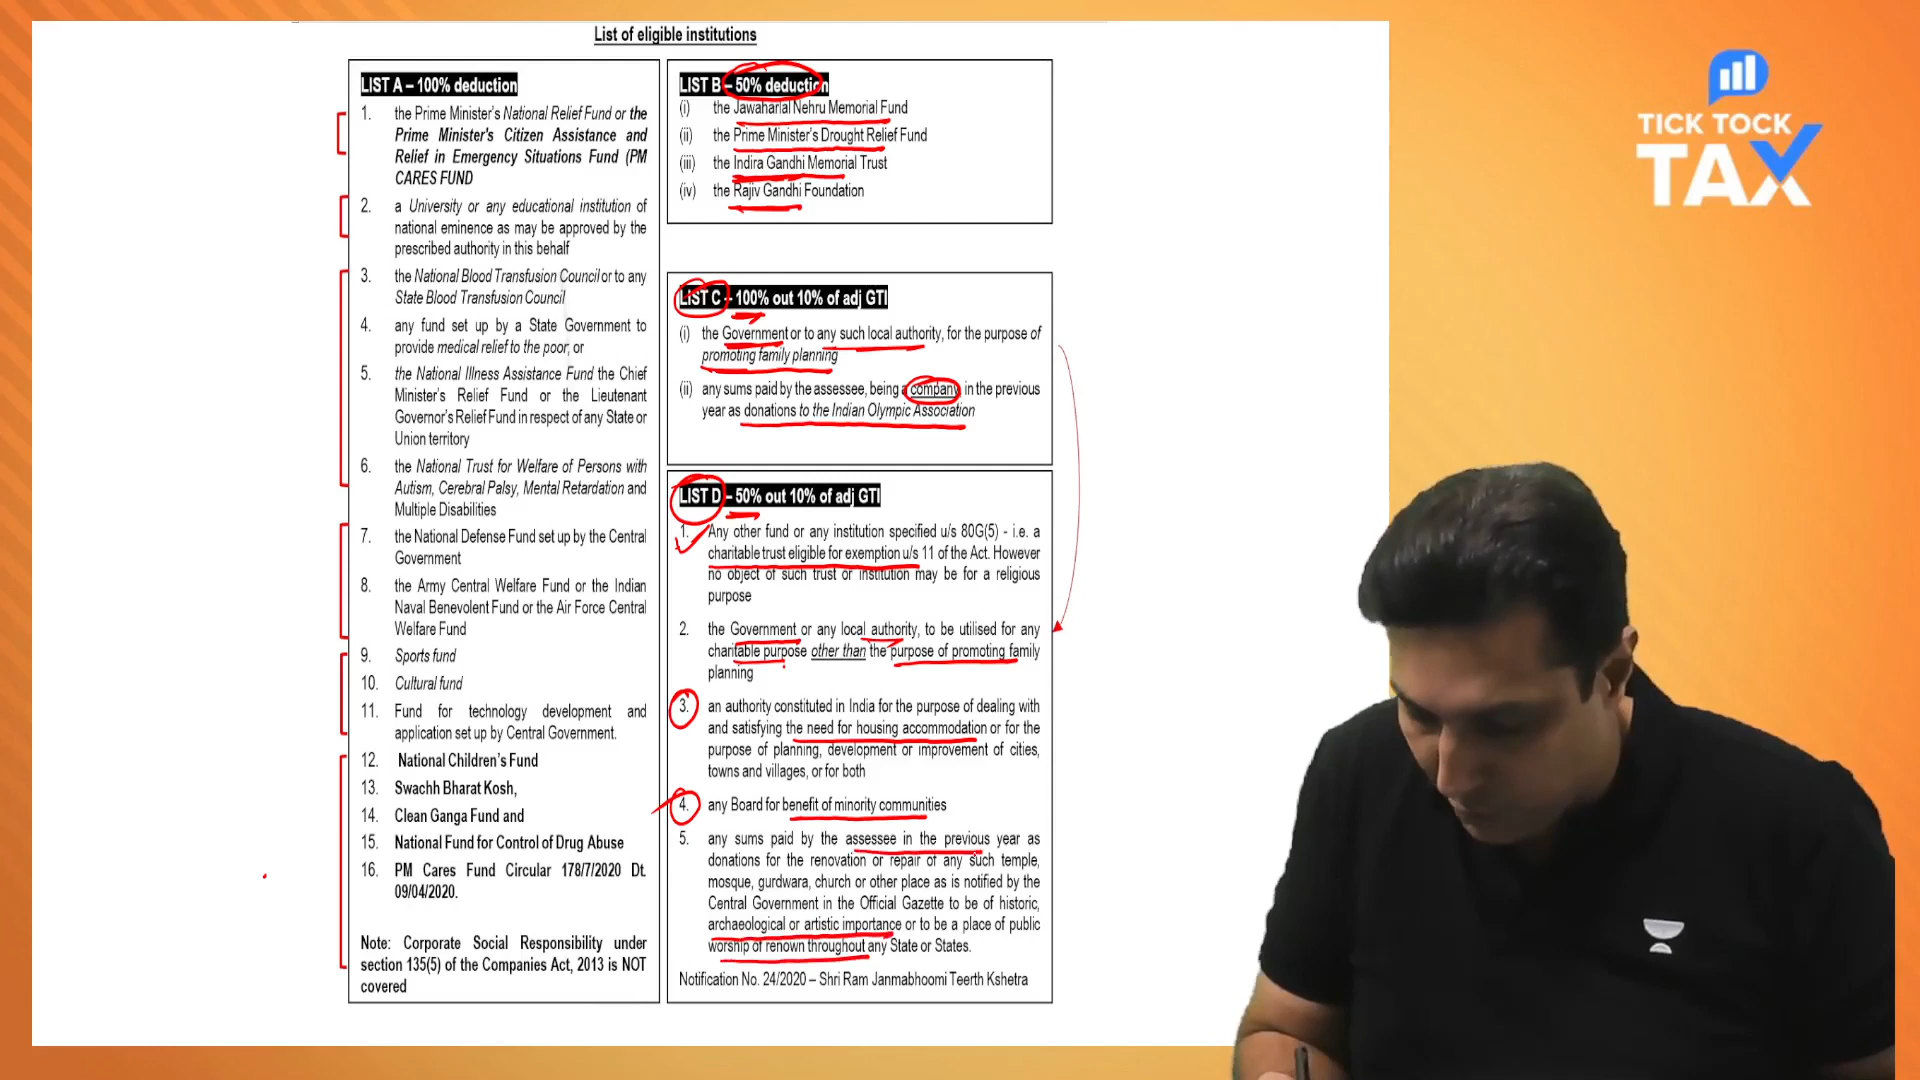 List of eligible institutions
LIST A – 100% deduction
1. the Prime Minister's National Relief Fund or the
Prime Minister's Citizen Assistance and
Relief in Emergency Situations Fund (PM
CARES FUND
2. a University or any educational institution of
national eminence as may be approved by the
prescribed authority in this behalf
3. the National Blood Transfusion Council or to any
State Blood Transfusion Council
4. any fund set up by a State Government to
provide medical relief to the poor, or
5. the National Illness Assistance Fund the Chief
Minister's Relief Fund or the Lieutenant
Governor's Relief Fund in respect of any State or
Union territory
6. the National Trust for Welfare of Persons with
Autism, Cerebral Palsy, Mental Retardation and
Multiple Disabilities
7. the National Defense Fund set up by the Central
Government
8. the Army Central Welfare Fund or the Indian
Naval Benevolent Fund or the Air Force Central
Welfare Fund
9. Sports fund
10. Cultural fund
11. Fund for technology development and
application set up by Central Government.
12. National Children's Fund
13. Swachh Bharat Kosh,
14. Clean Ganga Fund and
15. National Fund for Control of Drug Abuse
16. PM Cares Fund Circular 178/7/2020 Dt.
09/04/2020.
Note: Corporate Social Responsibility under
section 135(5) of the Companies Act, 2013 is NOT
covered
LIST B – 50% deduction
(i) the Jawaharlal Nehru Memorial Fund
(ii) the Prime Minister's Drought Relief Fund
(iii) the Indira Gandhi Memorial Trust
(iv) the Rajiv Gandhi Foundation
LIST C – 100% out 10% of adj GTI
(i) the Government or to any such local authority, for the purpose of
promoting family planning
(ii) any sums paid by the assessee, being a company, in the previous
year as donations to the Indian Olympic Association
LIST D – 50% out 10% of adj GTI
1. Any other fund or any institution specified u/s 80G(5) - i.e. a
charitable trust eligible for exemption u/s 11 of the Act. However
no object of such trust or institution may be for a religious
purpose
2. the Government or any local authority, to be utilised for any
charitable purpose other than the purpose of promoting family
planning
3. an authority constituted in India for the purpose of dealing with
and satisfying the need for housing accommodation or for the
purpose of planning, development or improvement of cities,
towns and villages, or for both
4. any Board for benefit of minority communities
5. any sums paid by the assessee in the previous year as
donations for the renovation or repair of any such temple,
mosque, gurdwara, church or other place as is notified by the
Central Government in the Official Gazette to be of historic,
archaeological or artistic importance or to be a place of public
worship of renown throughout any State or States.
Notification No. 24/2020 – Shri Ram Janmabhoomi Teerth Kshetra
TICK TOCK
TAX